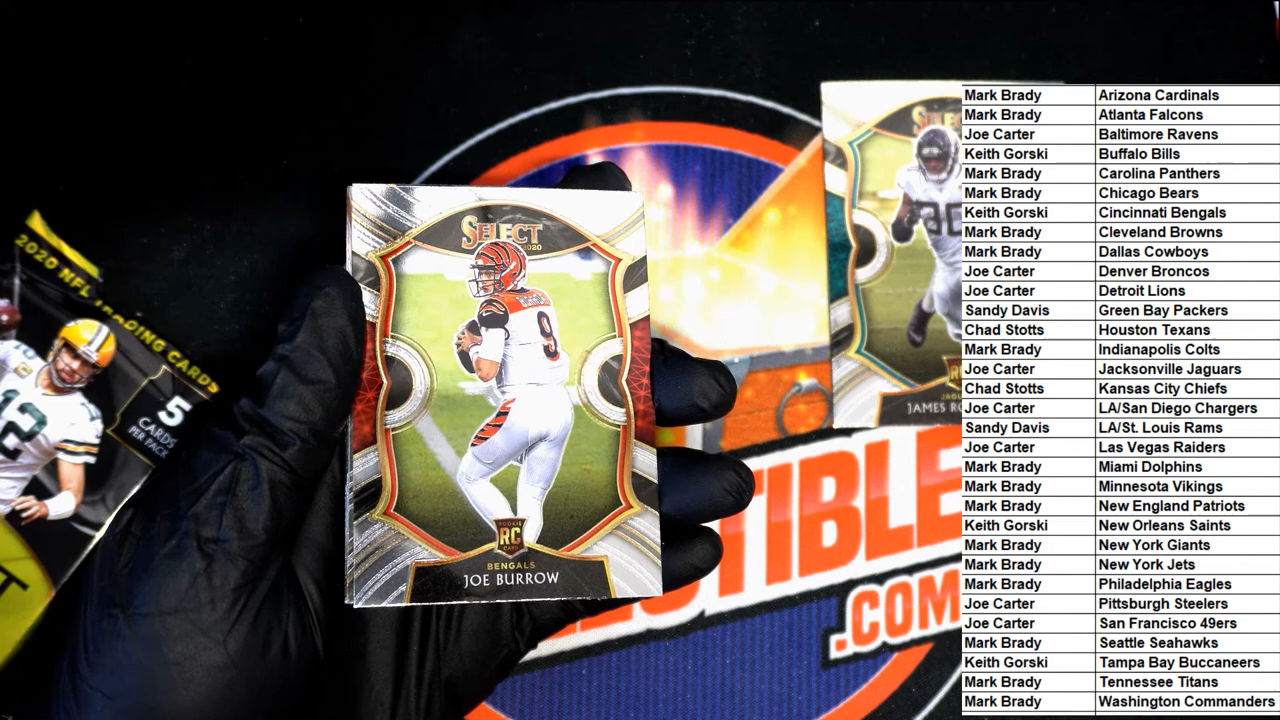 2020 NFL TRADING CARDS
5
CARDS
PER PACK
12
SELECT
2020
9
ROOKIE
RC
CARD
BENGALS
JOE BURROW
30
RC
JAMES RO
TIBLE
.COM
Mark Brady Arizona Cardinals
Mark Brady Atlanta Falcons
Joe Carter Baltimore Ravens
Keith Gorski Buffalo Bills
Mark Brady Carolina Panthers
Mark Brady Chicago Bears
Keith Gorski Cincinnati Bengals
Mark Brady Cleveland Browns
Mark Brady Dallas Cowboys
Joe Carter Denver Broncos
Joe Carter Detroit Lions
Sandy Davis Green Bay Packers
Chad Stotts Houston Texans
Mark Brady Indianapolis Colts
Joe Carter Jacksonville Jaguars
Chad Stotts Kansas City Chiefs
Joe Carter LA/San Diego Chargers
Sandy Davis LA/St. Louis Rams
Joe Carter Las Vegas Raiders
Mark Brady Miami Dolphins
Mark Brady Minnesota Vikings
Mark Brady New England Patriots
Keith Gorski New Orleans Saints
Mark Brady New York Giants
Mark Brady New York Jets
Mark Brady Philadelphia Eagles
Joe Carter Pittsburgh Steelers
Joe Carter San Francisco 49ers
Mark Brady Seattle Seahawks
Keith Gorski Tampa Bay Buccaneers
Mark Brady Tennessee Titans
Mark Brady Washington Commanders